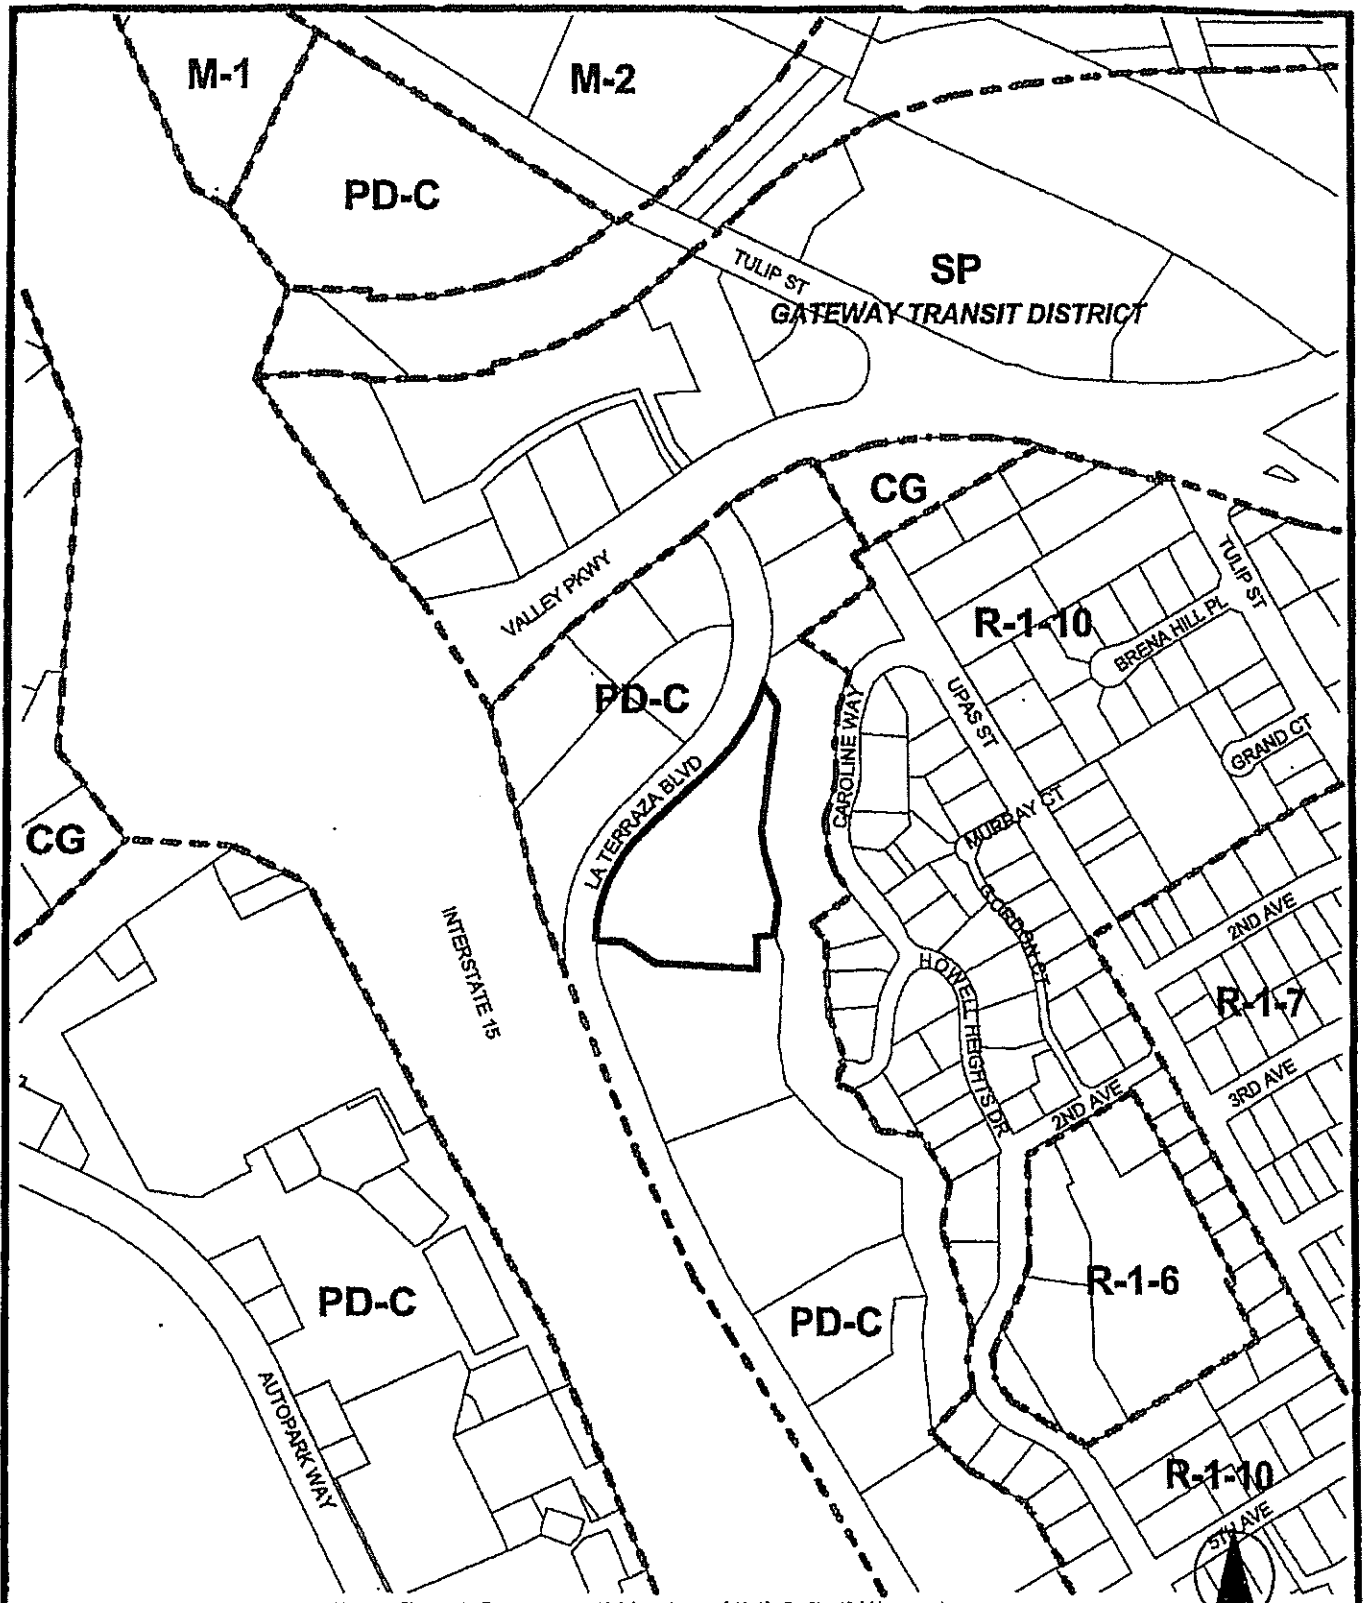 M-1
M-2
PD-C
TULIP ST
SP
GATEWAY TRANSIT DISTRICT
CG
VALLEY PKWY
TULIP ST
R-1-10
BRENA HILL PL
PD-C
UPAS ST
CAROLINE WAY
GRAND CT
LA TERRAZA BLVD
MURRAY CT
CG
GORDON CT
2ND AVE
INTERSTATE 15
HOWELL HEIGHTS DR
R-1-7
3RD AVE
2ND AVE
R-1-6
PD-C
PD-C
AUTOPARK WAY
R-1-10
5TH AVE